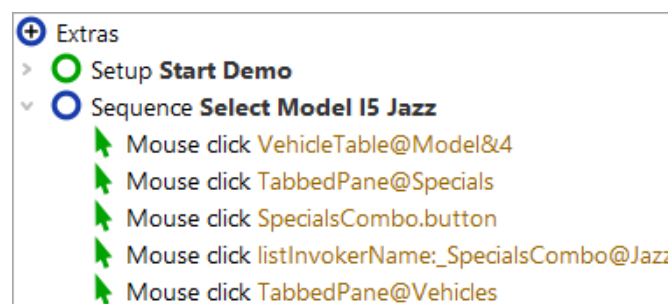 Extras
Setup Start Demo
Sequence Select Model I5 Jazz
Mouse click VehicleTable@Model&4
Mouse click TabbedPane@Specials
Mouse click SpecialsCombo.button
Mouse click listInvokerName:_SpecialsCombo@Jazz
Mouse click TabbedPane@Vehicles